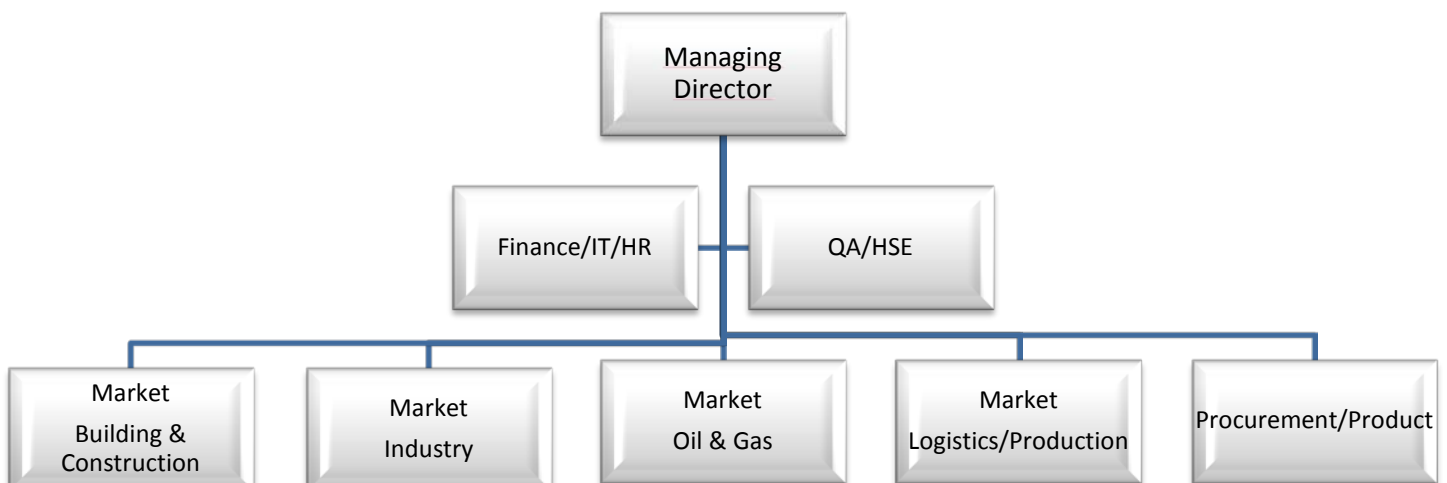 Managing
Director
Finance/IT/HR
QA/HSE
Market
Building &
Construction
Market
Industry
Market
Oil & Gas
Market
Logistics/Production
Procurement/Product